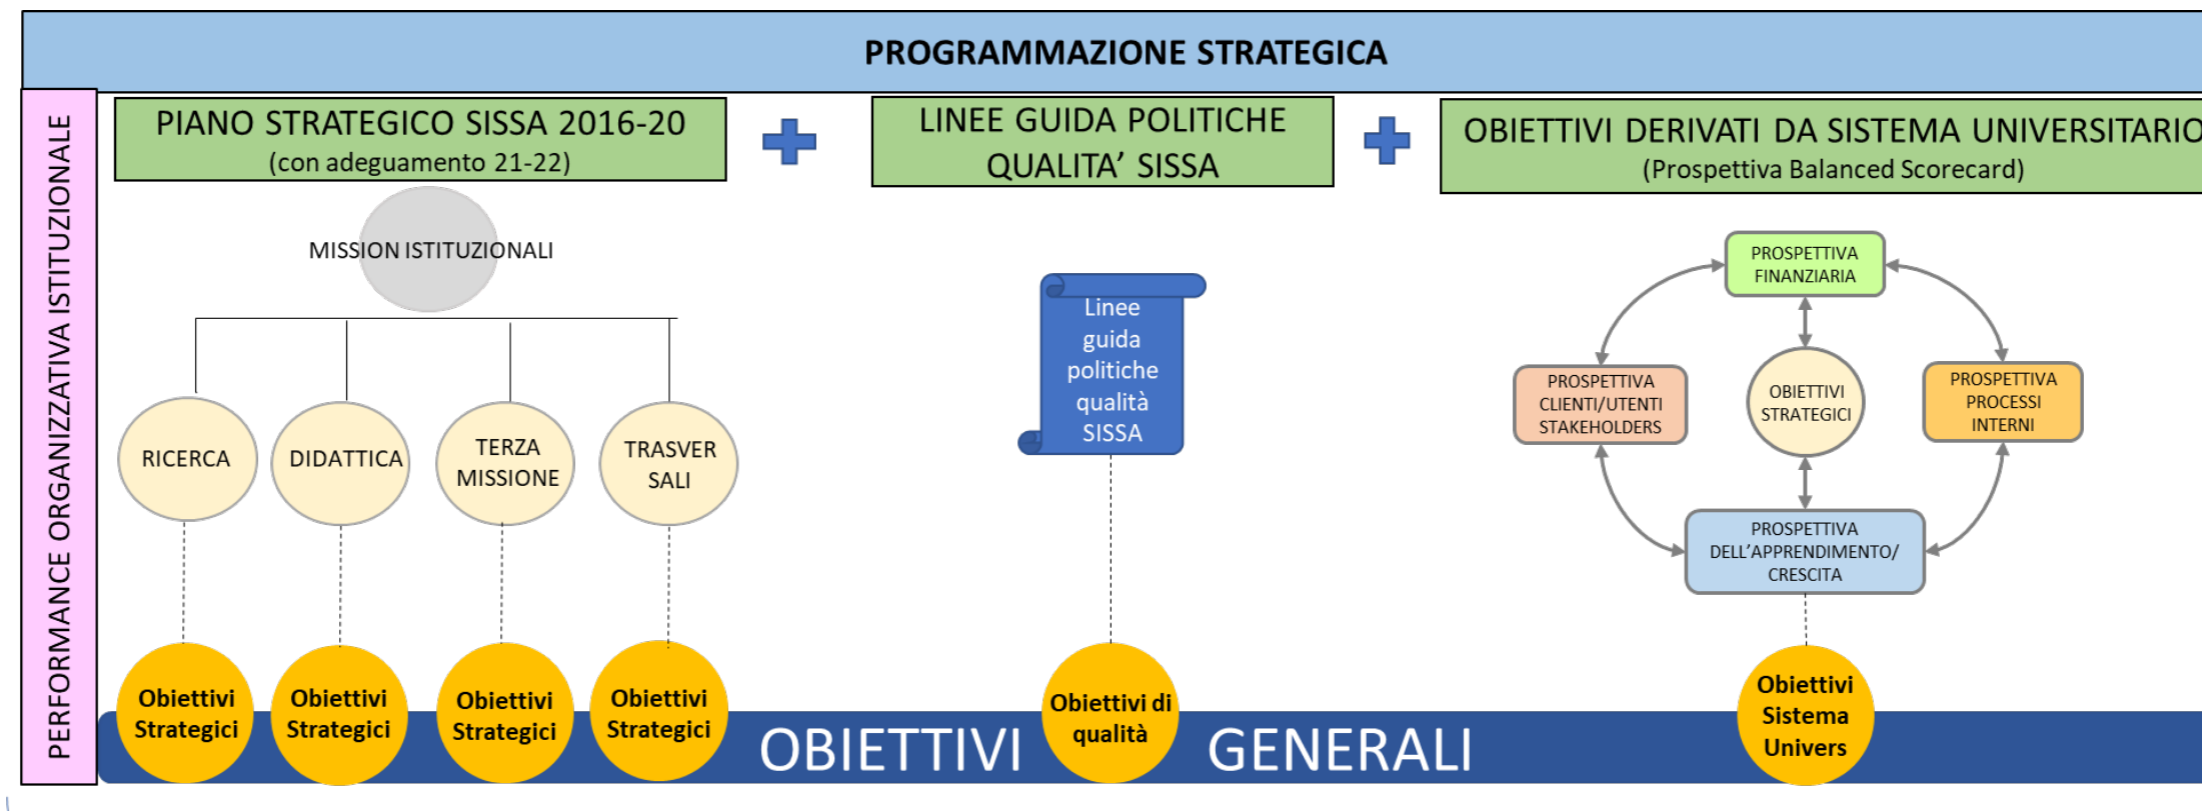 PROGRAMMAZIONE STRATEGICA
PERFORMANCE ORGANIZZATIVA ISTITUZIONALE
PIANO STRATEGICO SISSA 2016-20
(con adeguamento 21-22)
LINEE GUIDA POLITICHE
QUALITA’ SISSA
OBIETTIVI DERIVATI DA SISTEMA UNIVERSITARIO
(Prospettiva Balanced Scorecard)
MISSION ISTITUZIONALI
RICERCA
DIDATTICA
TERZA
MISSIONE
TRASVER
SALI
Linee
guida
politiche
qualità
SISSA
PROSPETTIVA
FINANZIARIA
PROSPETTIVA
CLIENTI/UTENTI
STAKEHOLDERS
OBIETTIVI
STRATEGICI
PROSPETTIVA
PROCESSI
INTERNI
PROSPETTIVA
DELL’APPRENDIMENTO/
CRESCITA
Obiettivi
Strategici
Obiettivi
Strategici
Obiettivi
Strategici
Obiettivi
Strategici
Obiettivi di
qualità
Obiettivi
Sistema
Univers
OBIETTIVI GENERALI